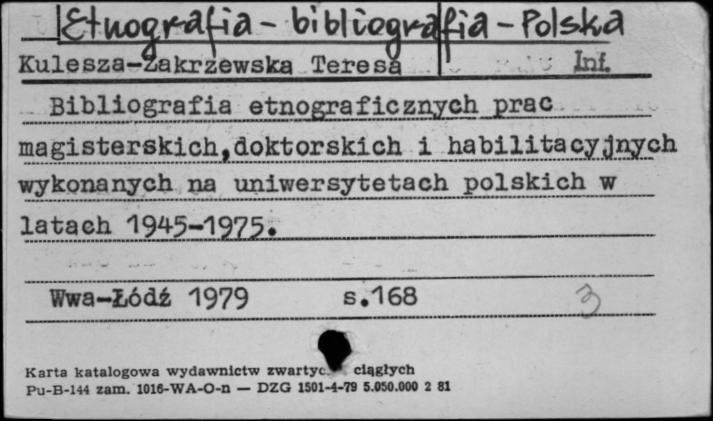 Etnografia - bibliografia - Polska
Kulesza-Zakrzewska Teresa Inf.
Bibliografia etnograficznych prac
magisterskich,doktorskich i habilitacyjnych
wykonanych na uniwersytetach polskich w
latach 1945-1975.
Wwa-Łódź 1979 s.168 3
Karta katalogowa wydawnictw zwartyc ciągłych
Pu-B-144 zam. 1016-WA-O-n — DZG 1501-4-79 5.050.000 2 81